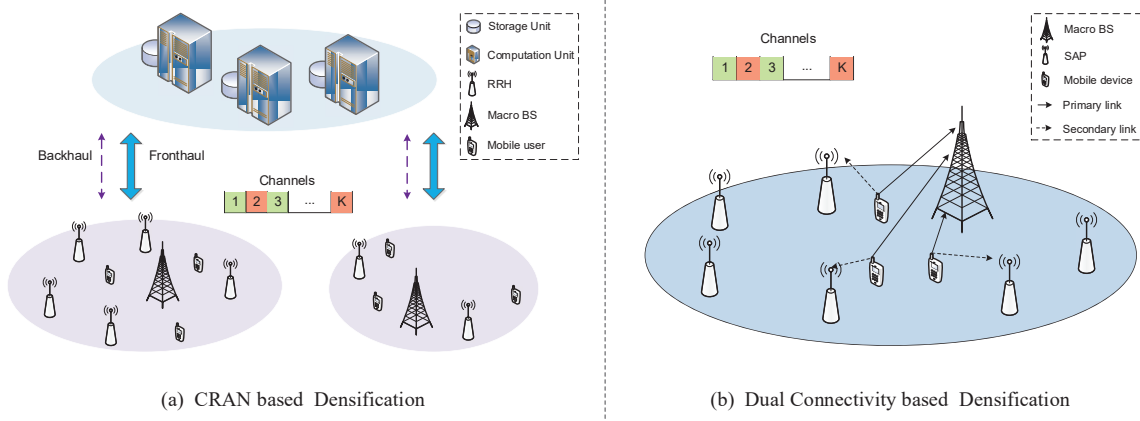 Storage Unit
Computation Unit
RRH
Macro BS
Mobile user
Backhaul
Fronthaul
Channels
1 2 3 ... K
(a) CRAN based Densification
Channels
1 2 3 ... K
Macro BS
SAP
Mobile device
Primary link
Secondary link
(b) Dual Connectivity based Densification